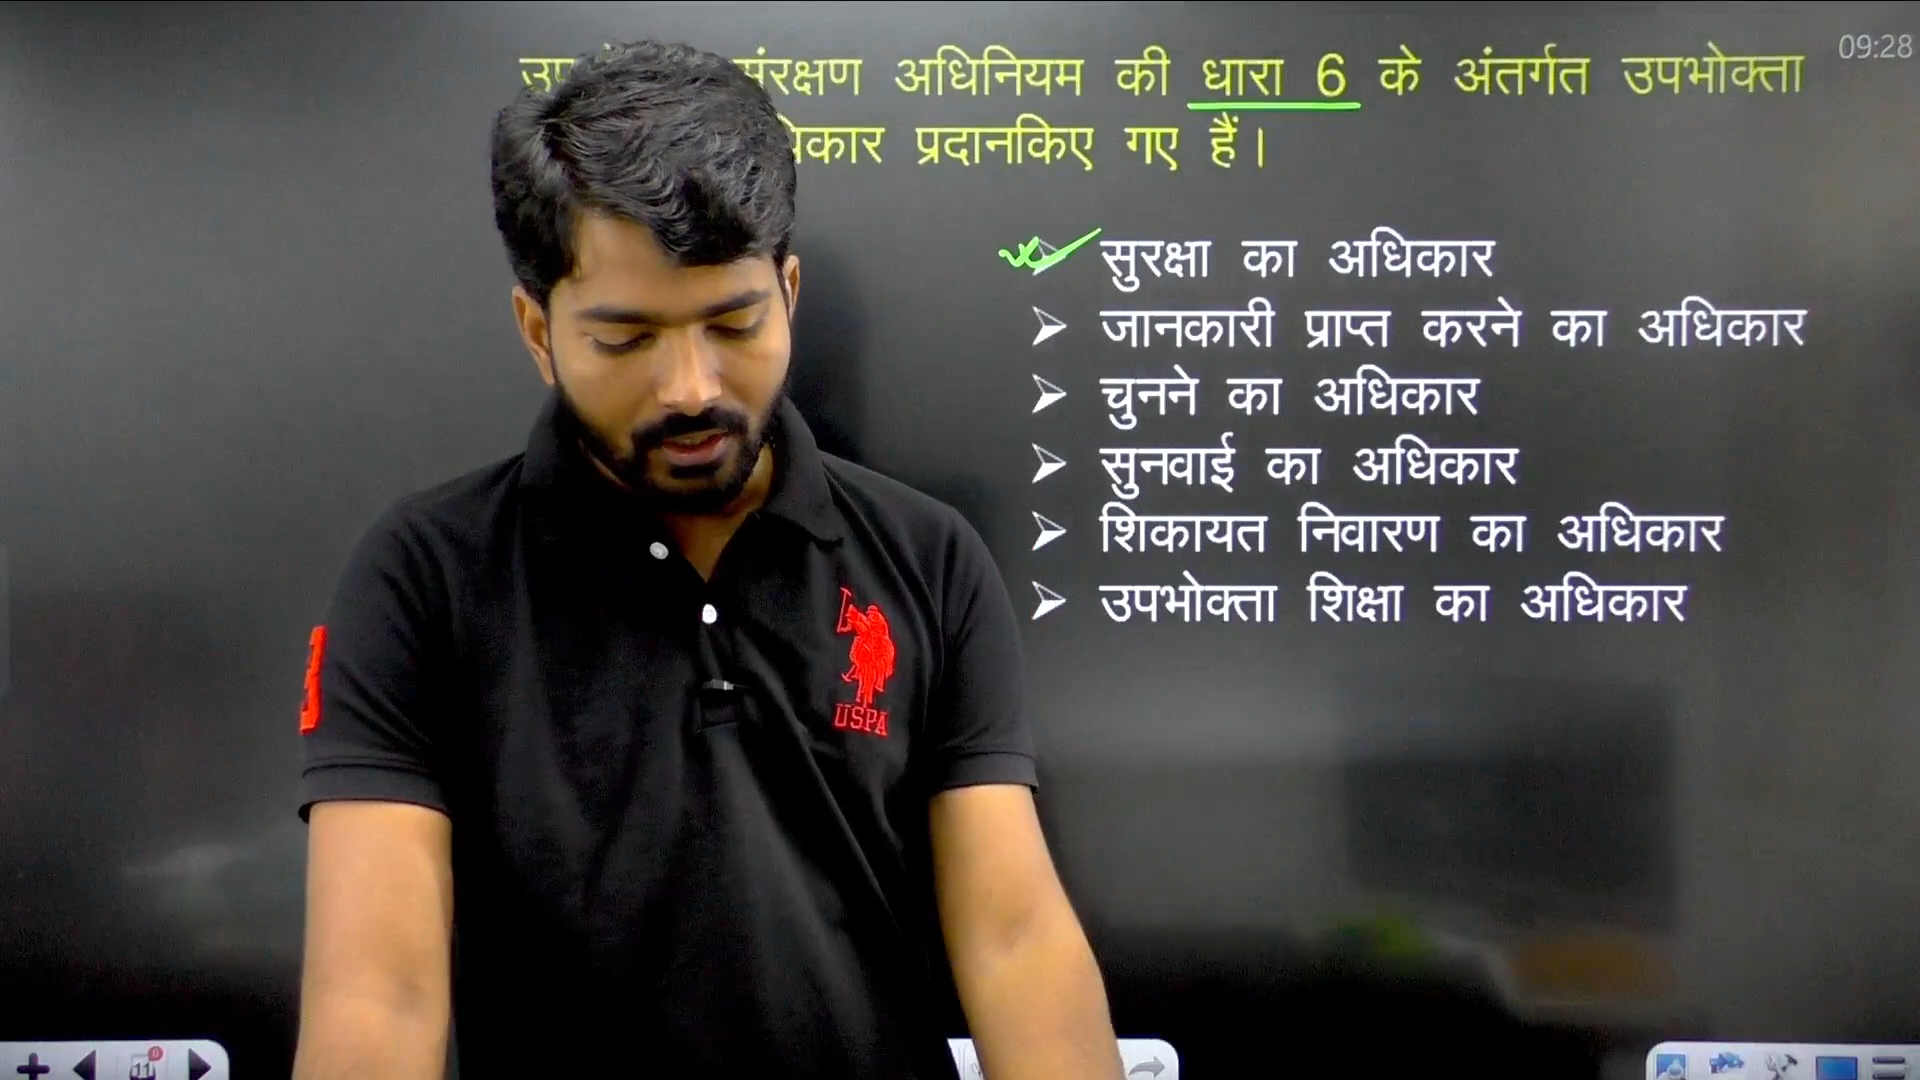 09:28
संरक्षण अधिनियम की धारा 6 के अंतर्गत उपभोक्ता
प्रदानकिए गए हैं।
सुरक्षा का अधिकार
जानकारी प्राप्त करने का अधिकार
चुनने का अधिकार
सुनवाई का अधिकार
शिकायत निवारण का अधिकार
उपभोक्ता शिक्षा का अधिकार
USPA
11